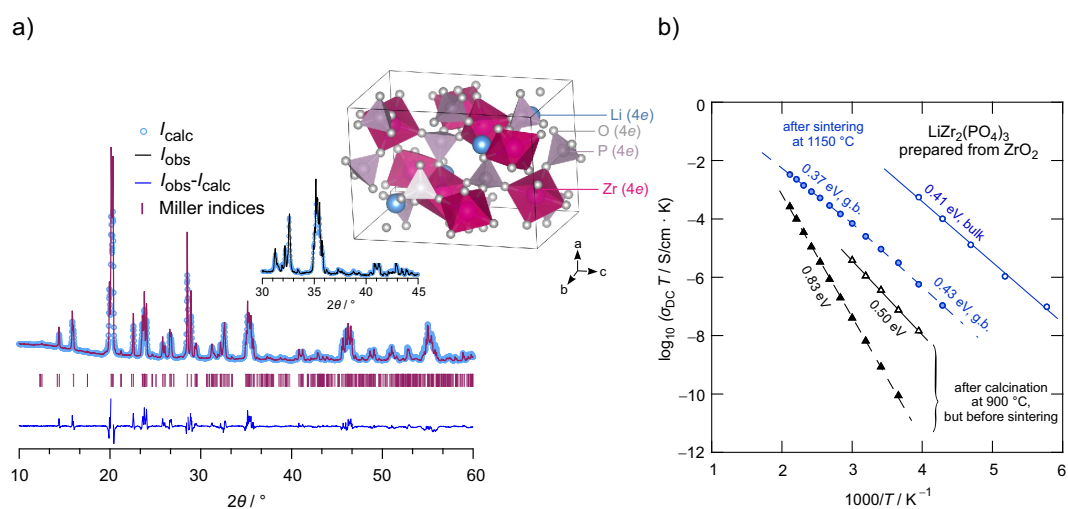 a)
I_calc
I_obs
I_obs-I_calc
Miller indices
Li (4e)
O (4e)
P (4e)
Zr (4e)
a
c
b
30 35 40 45
2θ / °
10 20 30 40 50 60
2θ / °
b)
0
−2
−4
−6
−8
−10
−12
log₁₀ (σ_DC T / S/cm · K)
after sintering
at 1150 °C
LiZr₂(PO₄)₃
prepared from ZrO₂
0.37 eV, g.b.
0.41 eV, bulk
0.83 eV
0.50 eV
0.43 eV, g.b.
after calcination
at 900 °C,
but before sintering
1 2 3 4 5 6
1000/T / K⁻¹